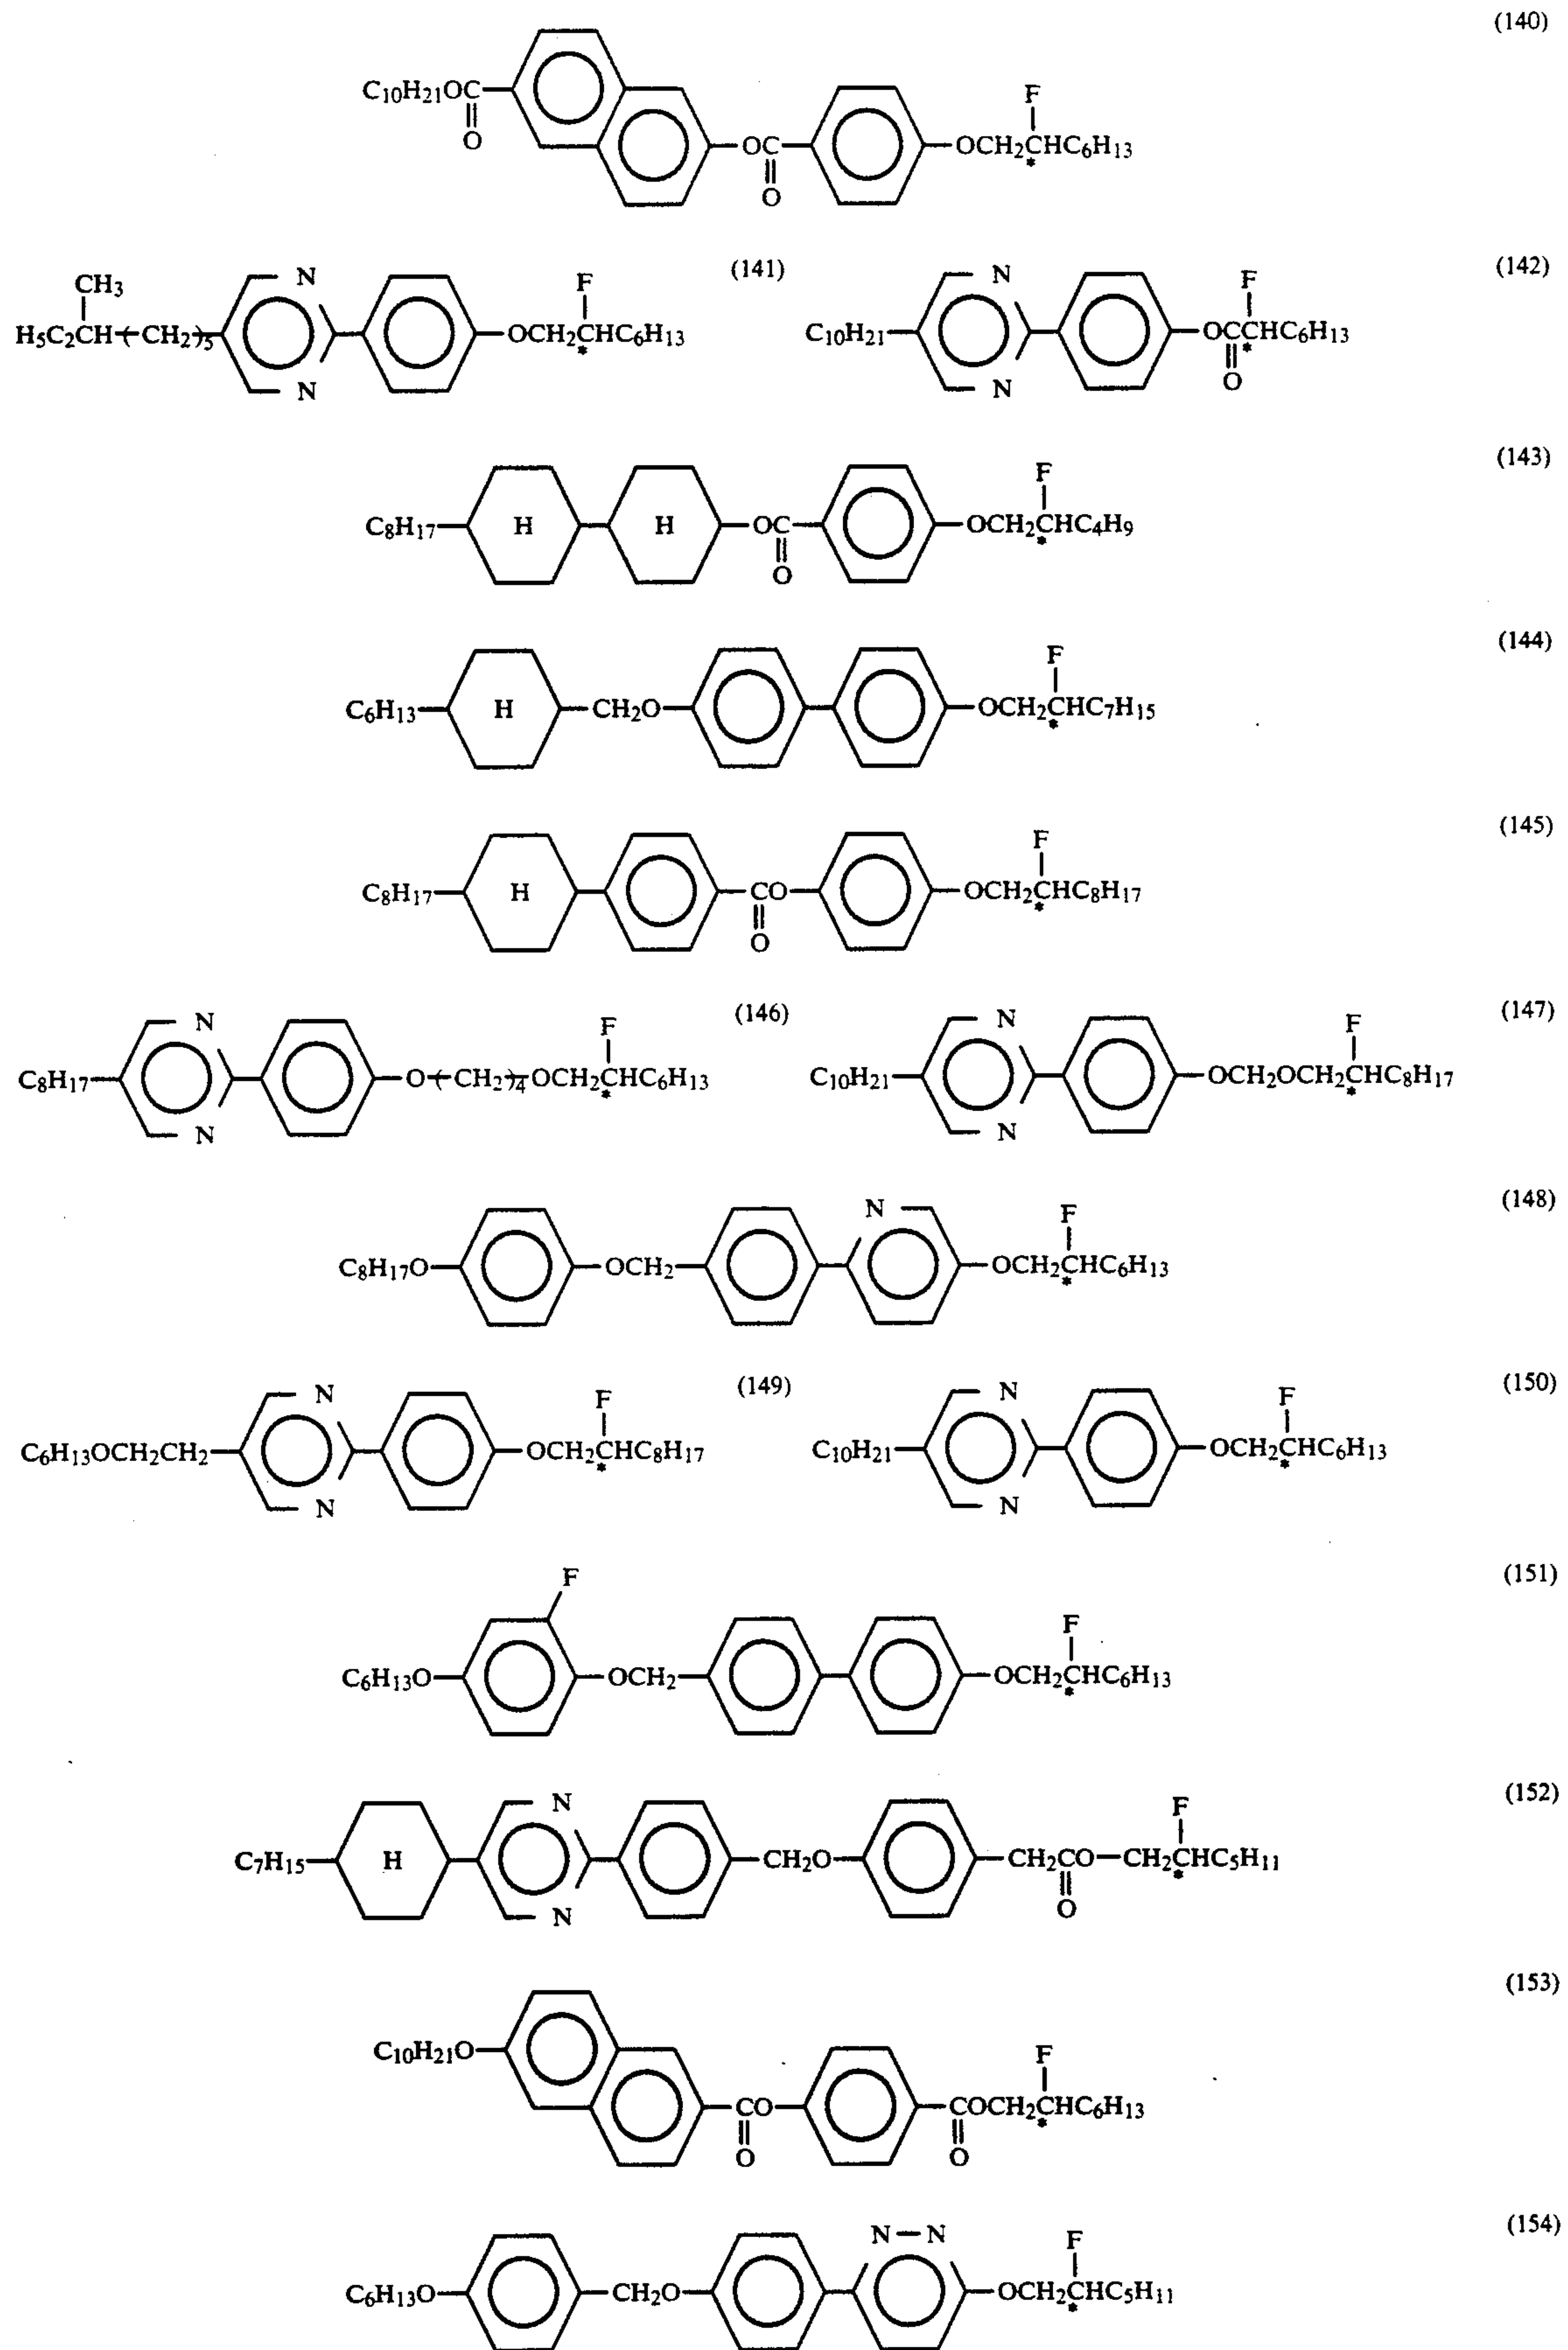 (140)
F
C10H21OC
O
OC
O
OCH2CHC6H13
*
(141)
CH3
H5C2CH(CH2)5
N
N
F
OCH2CHC6H13
*
(142)
C10H21
N
N
F
OCCHC6H13
*
O
(143)
C8H17
H
H
OC
O
F
OCH2CHC4H9
*
(144)
C6H13
H
CH2O
F
OCH2CHC7H15
*
(145)
C8H17
H
CO
O
F
OCH2CHC8H17
*
(146)
C8H17
N
N
O(CH2)4OCH2CHC6H13
F
*
(147)
C10H21
N
N
OCH2OCH2CHC8H17
F
*
(148)
C8H17O
OCH2
N
F
OCH2CHC6H13
*
(149)
C6H13OCH2CH2
N
N
F
OCH2CHC8H17
*
(150)
C10H21
N
N
F
OCH2CHC6H13
*
(151)
F
C6H13O
OCH2
F
OCH2CHC6H13
*
(152)
C7H15
H
N
N
CH2O
CH2CO—CH2CHC5H11
O
F
*
(153)
C10H21O
CO
O
F
COCH2CHC6H13
O
*
(154)
C6H13O
CH2O
N—N
F
OCH2CHC5H11
*